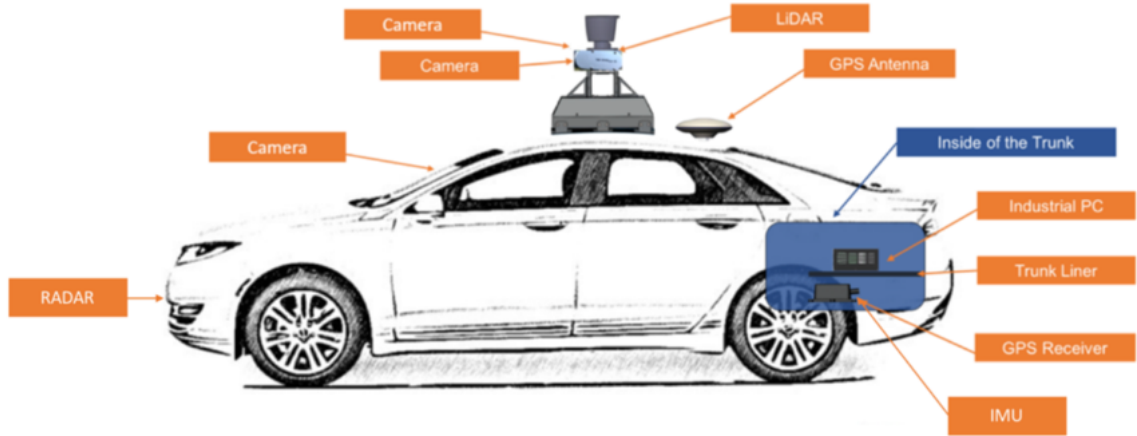 Camera
LiDAR
Camera
GPS Antenna
Camera
Inside of the Trunk
Industrial PC
Trunk Liner
RADAR
GPS Receiver
IMU